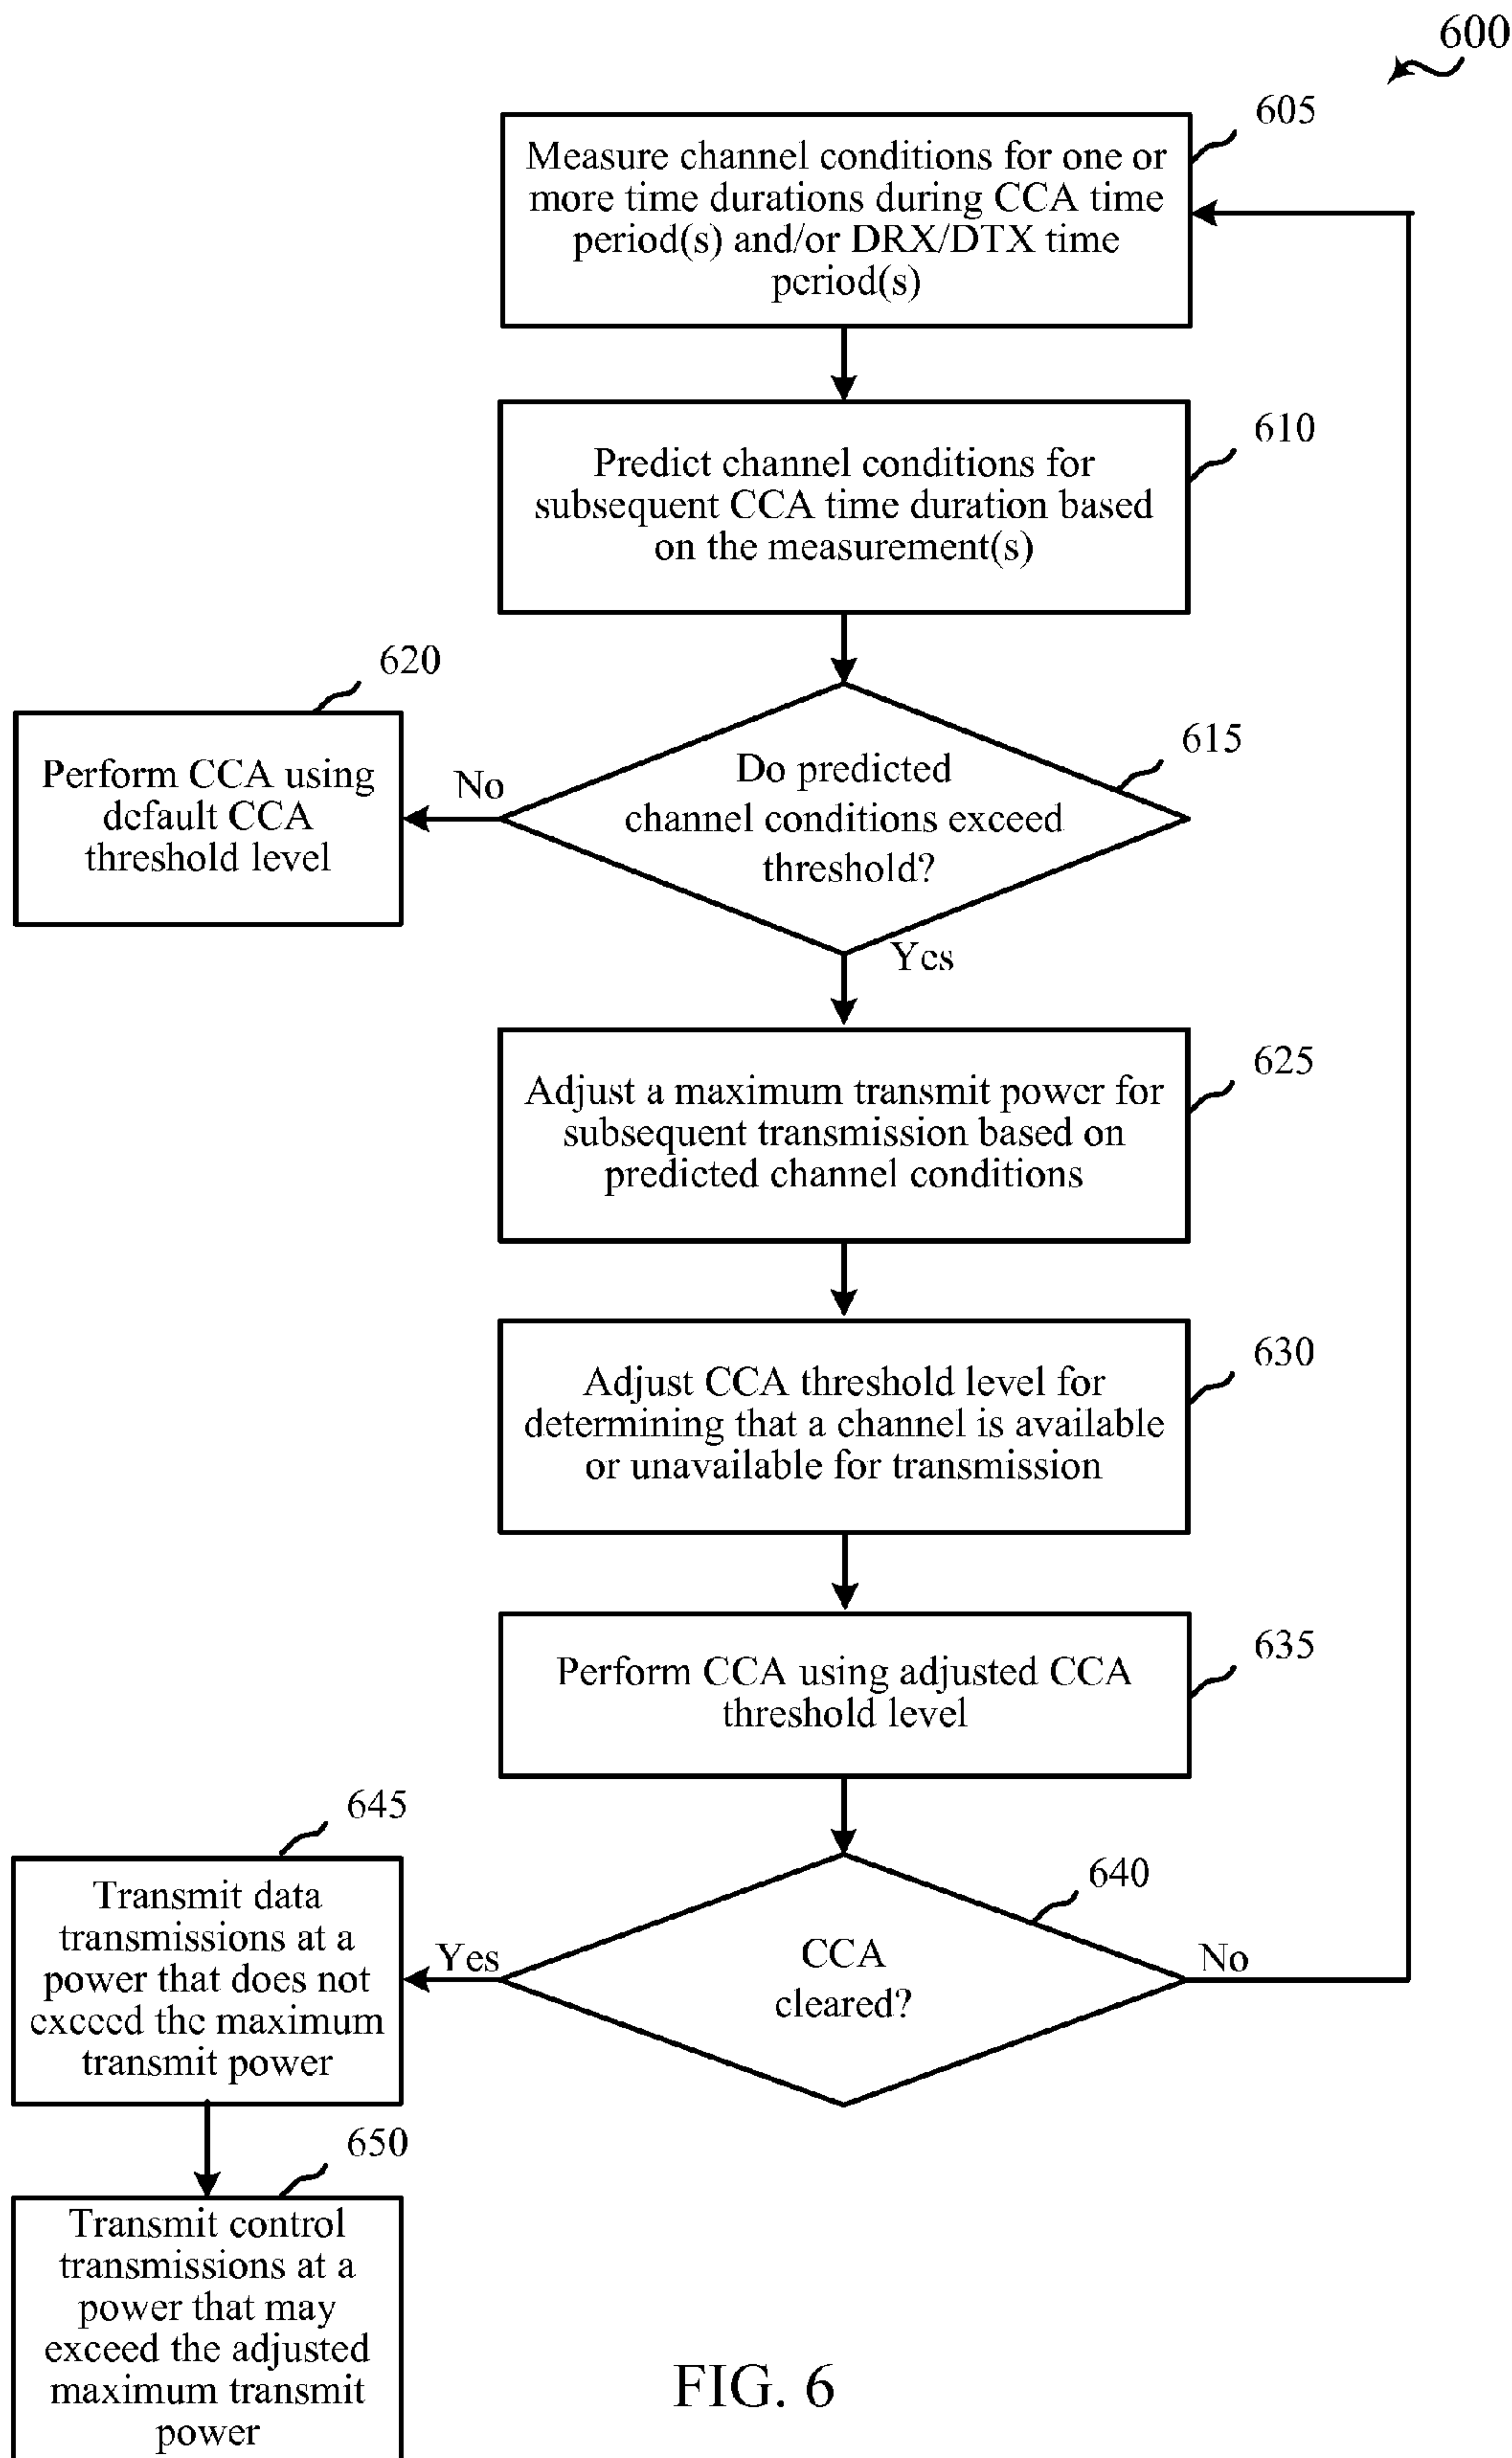 600
605
Measure channel conditions for one or
more time durations during CCA time
period(s) and/or DRX/DTX time
period(s)
610
Predict channel conditions for
subsequent CCA time duration based
on the measurement(s)
620
Perform CCA using
default CCA
threshold level
No
615
Do predicted
channel conditions exceed
threshold?
Yes
625
Adjust a maximum transmit power for
subsequent transmission based on
predicted channel conditions
630
Adjust CCA threshold level for
determining that a channel is available
or unavailable for transmission
635
Perform CCA using adjusted CCA
threshold level
640
CCA
cleared?
No
Yes
645
Transmit data
transmissions at a
power that does not
exceed the maximum
transmit power
650
Transmit control
transmissions at a
power that may
exceed the adjusted
maximum transmit
power
FIG. 6